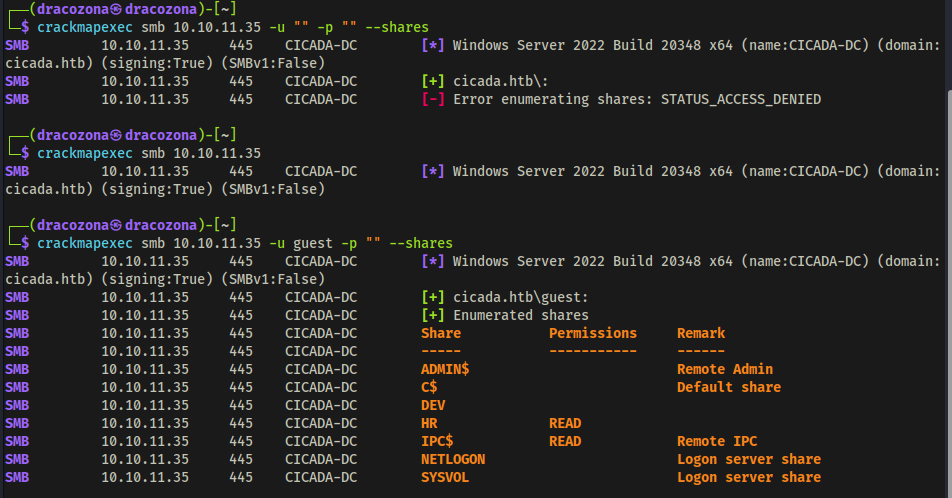 ┌──(dracozona㉿dracozona)-[~]
└─$ crackmapexec smb 10.10.11.35 -u "" -p "" --shares
SMB         10.10.11.35     445    CICADA-DC        [*] Windows Server 2022 Build 20348 x64 (name:CICADA-DC) (domain:
cicada.htb) (signing:True) (SMBv1:False)
SMB         10.10.11.35     445    CICADA-DC        [+] cicada.htb\:
SMB         10.10.11.35     445    CICADA-DC        [-] Error enumerating shares: STATUS_ACCESS_DENIED
┌──(dracozona㉿dracozona)-[~]
└─$ crackmapexec smb 10.10.11.35
SMB         10.10.11.35     445    CICADA-DC        [*] Windows Server 2022 Build 20348 x64 (name:CICADA-DC) (domain:
cicada.htb) (signing:True) (SMBv1:False)
┌──(dracozona㉿dracozona)-[~]
└─$ crackmapexec smb 10.10.11.35 -u guest -p "" --shares
SMB         10.10.11.35     445    CICADA-DC        [*] Windows Server 2022 Build 20348 x64 (name:CICADA-DC) (domain:
cicada.htb) (signing:True) (SMBv1:False)
SMB         10.10.11.35     445    CICADA-DC        [+] cicada.htb\guest:
SMB         10.10.11.35     445    CICADA-DC        [+] Enumerated shares
SMB         10.10.11.35     445    CICADA-DC        Share           Permissions     Remark
SMB         10.10.11.35     445    CICADA-DC        -----           -----------     ------
SMB         10.10.11.35     445    CICADA-DC        ADMIN$                          Remote Admin
SMB         10.10.11.35     445    CICADA-DC        C$                              Default share
SMB         10.10.11.35     445    CICADA-DC        DEV
SMB         10.10.11.35     445    CICADA-DC        HR              READ
SMB         10.10.11.35     445    CICADA-DC        IPC$            READ            Remote IPC
SMB         10.10.11.35     445    CICADA-DC        NETLOGON                        Logon server share
SMB         10.10.11.35     445    CICADA-DC        SYSVOL                          Logon server share